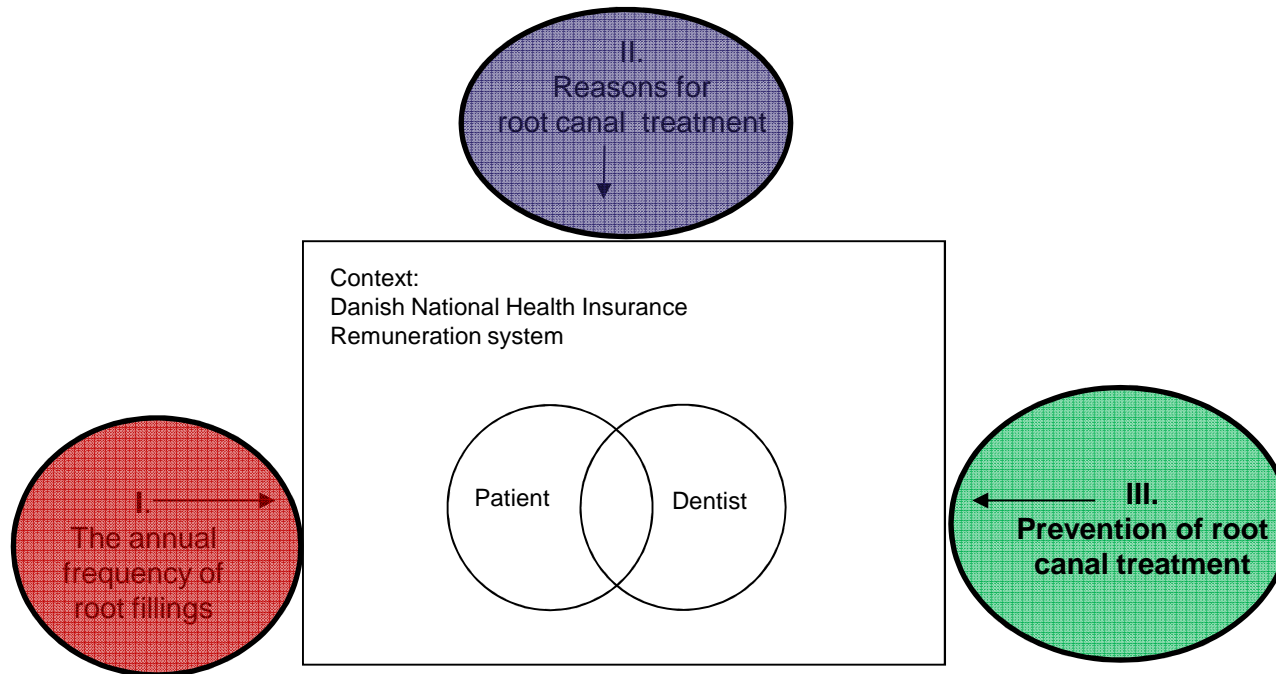 II.
Reasons for
root canal treatment
Context:
Danish National Health Insurance
Remuneration system
Patient
Dentist
I.
The annual
frequency of
root fillings
III.
Prevention of root
canal treatment